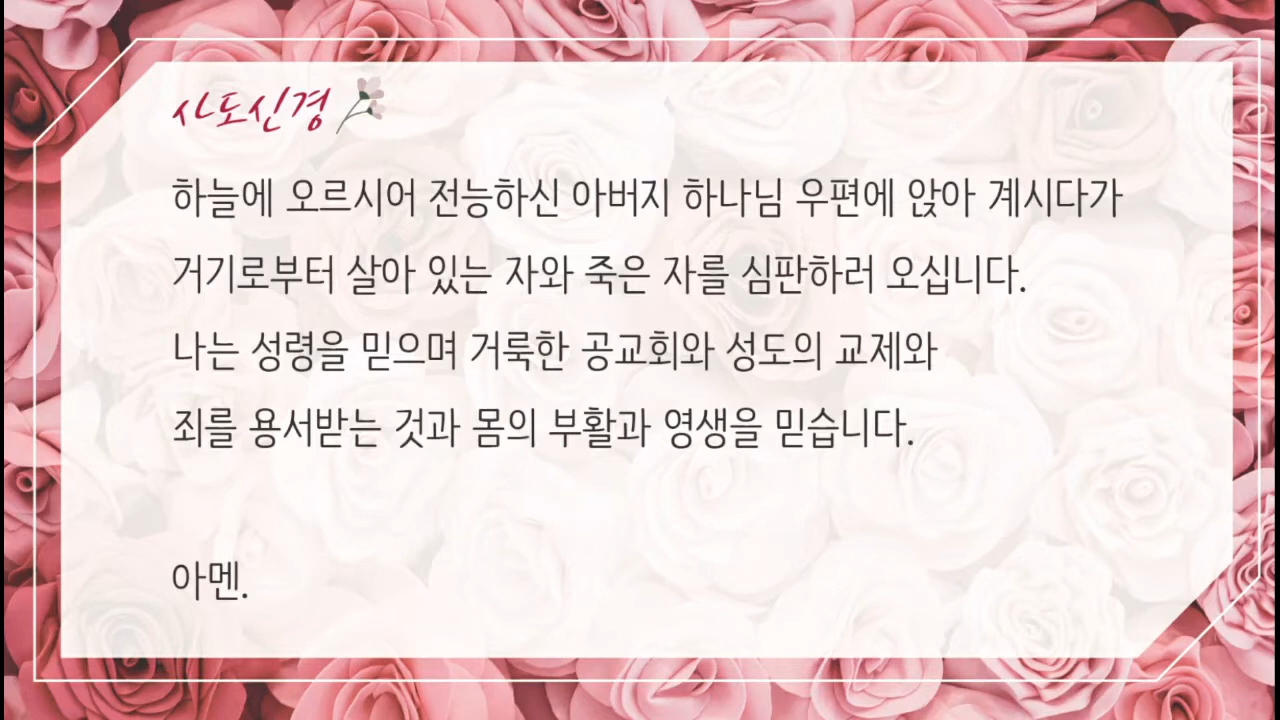 사도신경
하늘에 오르시어 전능하신 아버지 하나님 우편에 앉아 계시다가
거기로부터 살아 있는 자와 죽은 자를 심판하러 오십니다.
나는 성령을 믿으며 거룩한 공교회와 성도의 교제와
죄를 용서받는 것과 몸의 부활과 영생을 믿습니다.
아멘.